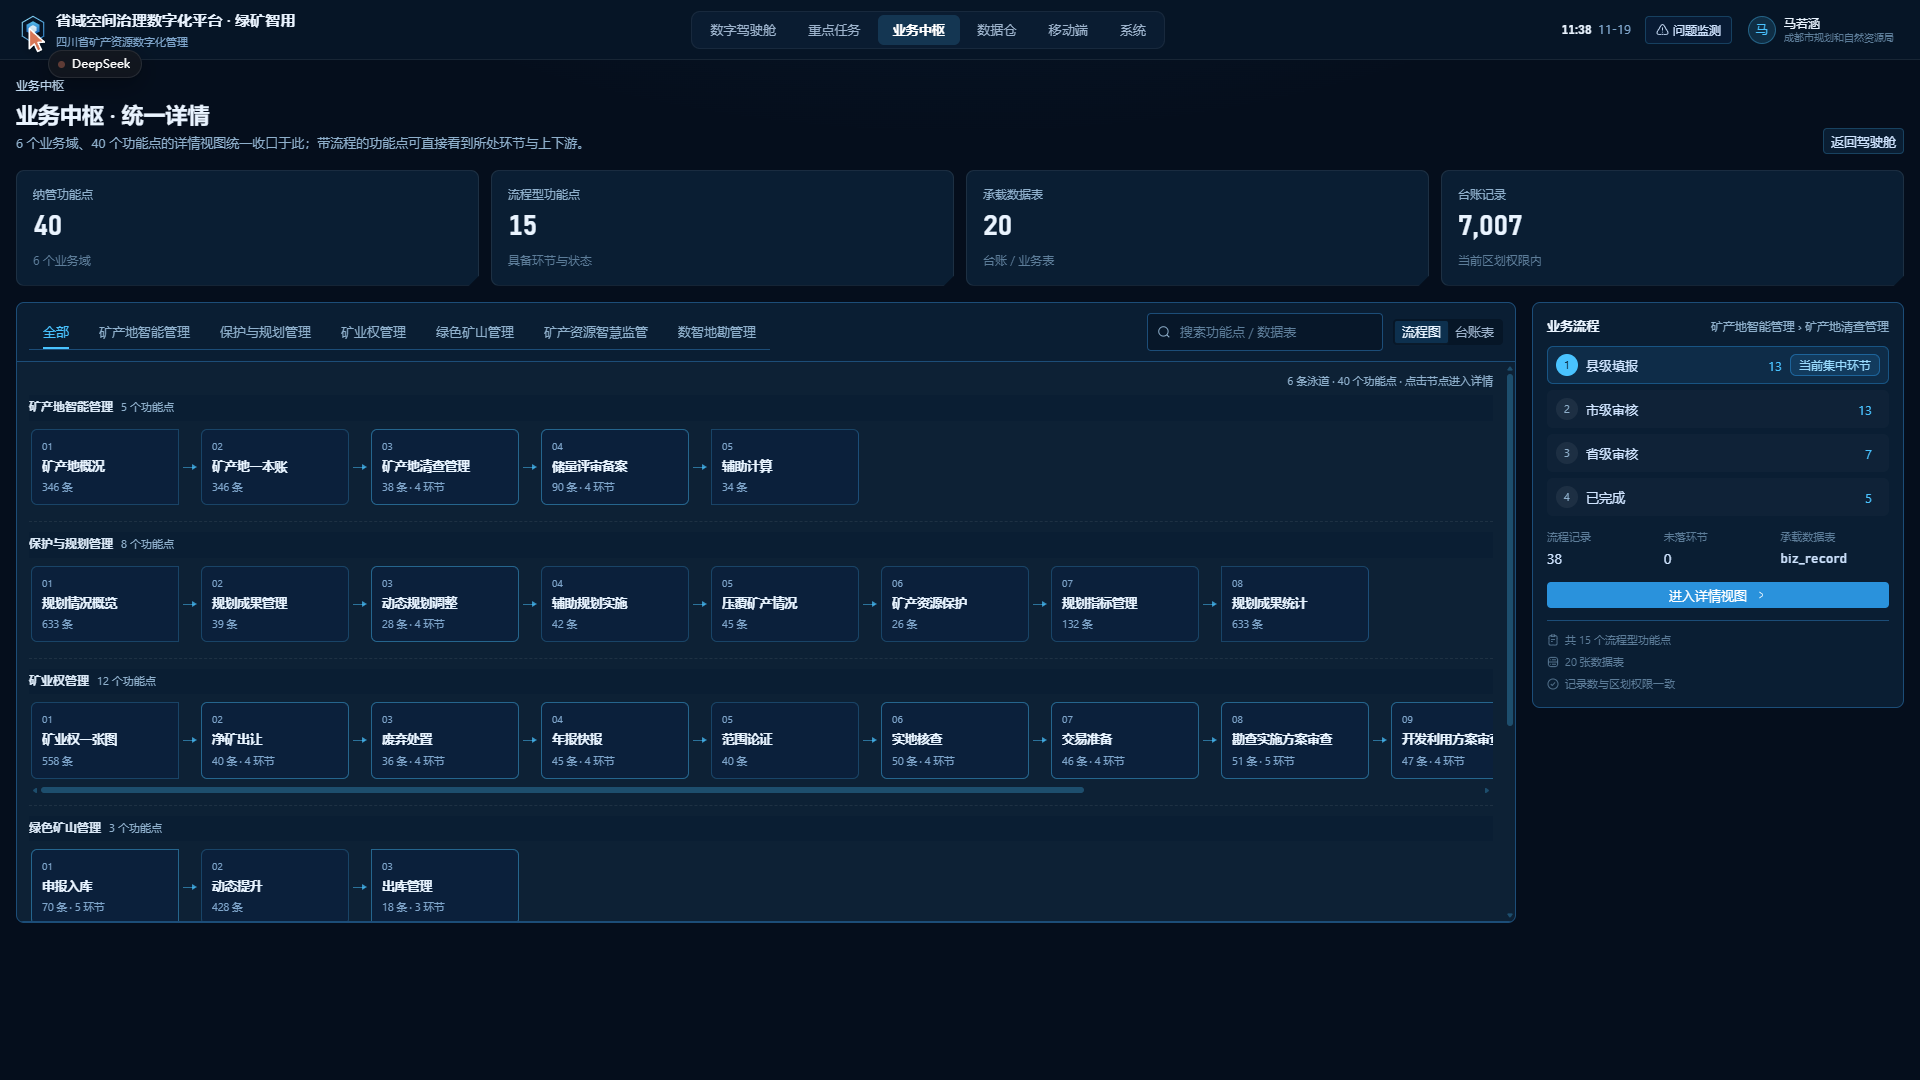 省域空间治理数字化平台 · 绿矿智用
四川省矿产资源数字化管理
数字驾驶舱
重点任务
业务中枢
数据仓
移动端
系统
11:38 11-19
问题监测
马
马若涵
成都市规划和自然资源局
DeepSeek
业务中枢
业务中枢 · 统一详情
6 个业务域、40 个功能点的详情视图统一收口于此；带流程的功能点可直接看到所处环节与上下游。
返回驾驶舱
纳管功能点
40
6 个业务域
流程型功能点
15
具备环节与状态
承载数据表
20
台账 / 业务表
台账记录
7,007
当前区划权限内
全部
矿产地智能管理
保护与规划管理
矿业权管理
绿色矿山管理
矿产资源智慧监管
数智地勘管理
搜索功能点 / 数据表
流程图
台账表
6 条泳道 · 40 个功能点 · 点击节点进入详情
矿产地智能管理 5 个功能点
01
矿产地概况
346 条
02
矿产地一本账
346 条
03
矿产地清查管理
38 条 · 4 环节
04
储量评审备案
90 条 · 4 环节
05
辅助计算
34 条
保护与规划管理 8 个功能点
01
规划情况概览
633 条
02
规划成果管理
39 条
03
动态规划调整
28 条 · 4 环节
04
辅助规划实施
42 条
05
压覆矿产情况
45 条
06
矿产资源保护
26 条
07
规划指标管理
132 条
08
规划成果统计
633 条
矿业权管理 12 个功能点
01
矿业权一张图
558 条
02
净矿出让
40 条 · 4 环节
03
废弃处置
36 条 · 4 环节
04
年报快报
45 条 · 4 环节
05
范围论证
40 条
06
实地核查
50 条 · 4 环节
07
交易准备
46 条 · 4 环节
08
勘查实施方案审查
51 条 · 5 环节
09
开发利用方案审查
47 条 · 4 环节
绿色矿山管理 3 个功能点
01
申报入库
70 条 · 5 环节
02
动态提升
428 条
03
出库管理
18 条 · 3 环节
业务流程
矿产地智能管理 › 矿产地清查管理
1 县级填报 13 当前集中环节
2 市级审核 13
3 省级审核 7
4 已完成 5
流程记录
38
未落环节
0
承载数据表
biz_record
进入详情视图
共 15 个流程型功能点
20 张数据表
记录数与区划权限一致